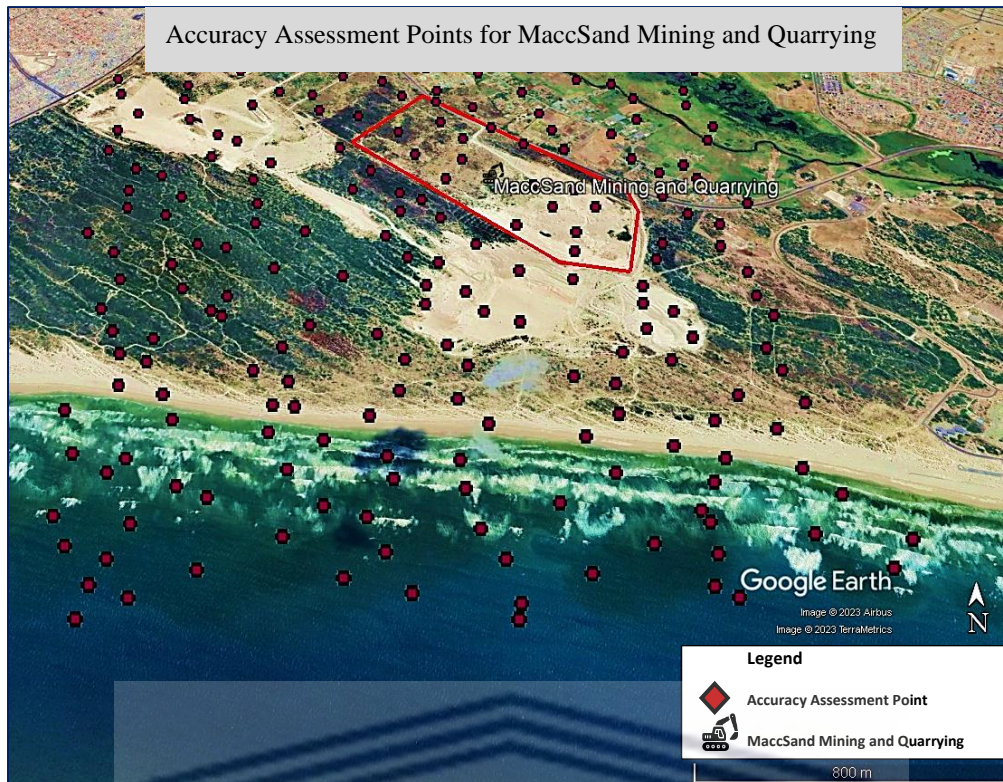 Accuracy Assessment Points for MaccSand Mining and Quarrying
MaccSand Mining and Quarrying
Google Earth
Image © 2023 Airbus
Image © 2023 TerraMetrics
N
Legend
Accuracy Assessment Point
MaccSand Mining and Quarrying
800 m